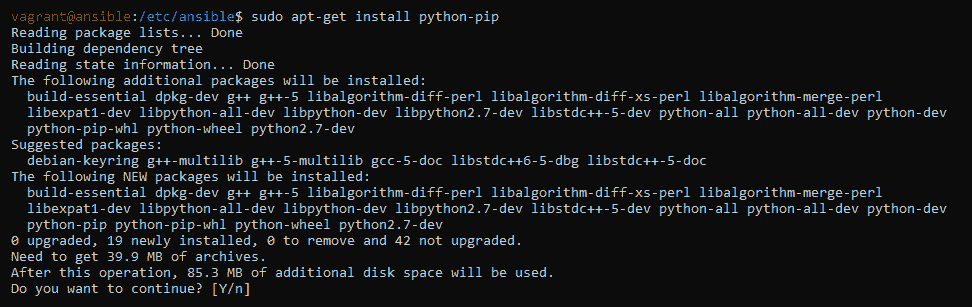 vagrant@ansible:/etc/ansible$ sudo apt-get install python-pip
Reading package lists... Done
Building dependency tree
Reading state information... Done
The following additional packages will be installed:
  build-essential dpkg-dev g++ g++-5 libalgorithm-diff-perl libalgorithm-diff-xs-perl libalgorithm-merge-perl
  libexpat1-dev libpython-all-dev libpython-dev libpython2.7-dev libstdc++-5-dev python-all python-all-dev python-dev
  python-pip-whl python-wheel python2.7-dev
Suggested packages:
  debian-keyring g++-multilib g++-5-multilib gcc-5-doc libstdc++6-5-dbg libstdc++-5-doc
The following NEW packages will be installed:
  build-essential dpkg-dev g++ g++-5 libalgorithm-diff-perl libalgorithm-diff-xs-perl libalgorithm-merge-perl
  libexpat1-dev libpython-all-dev libpython-dev libpython2.7-dev libstdc++-5-dev python-all python-all-dev python-dev
  python-pip python-pip-whl python-wheel python2.7-dev
0 upgraded, 19 newly installed, 0 to remove and 42 not upgraded.
Need to get 39.9 MB of archives.
After this operation, 85.3 MB of additional disk space will be used.
Do you want to continue? [Y/n]